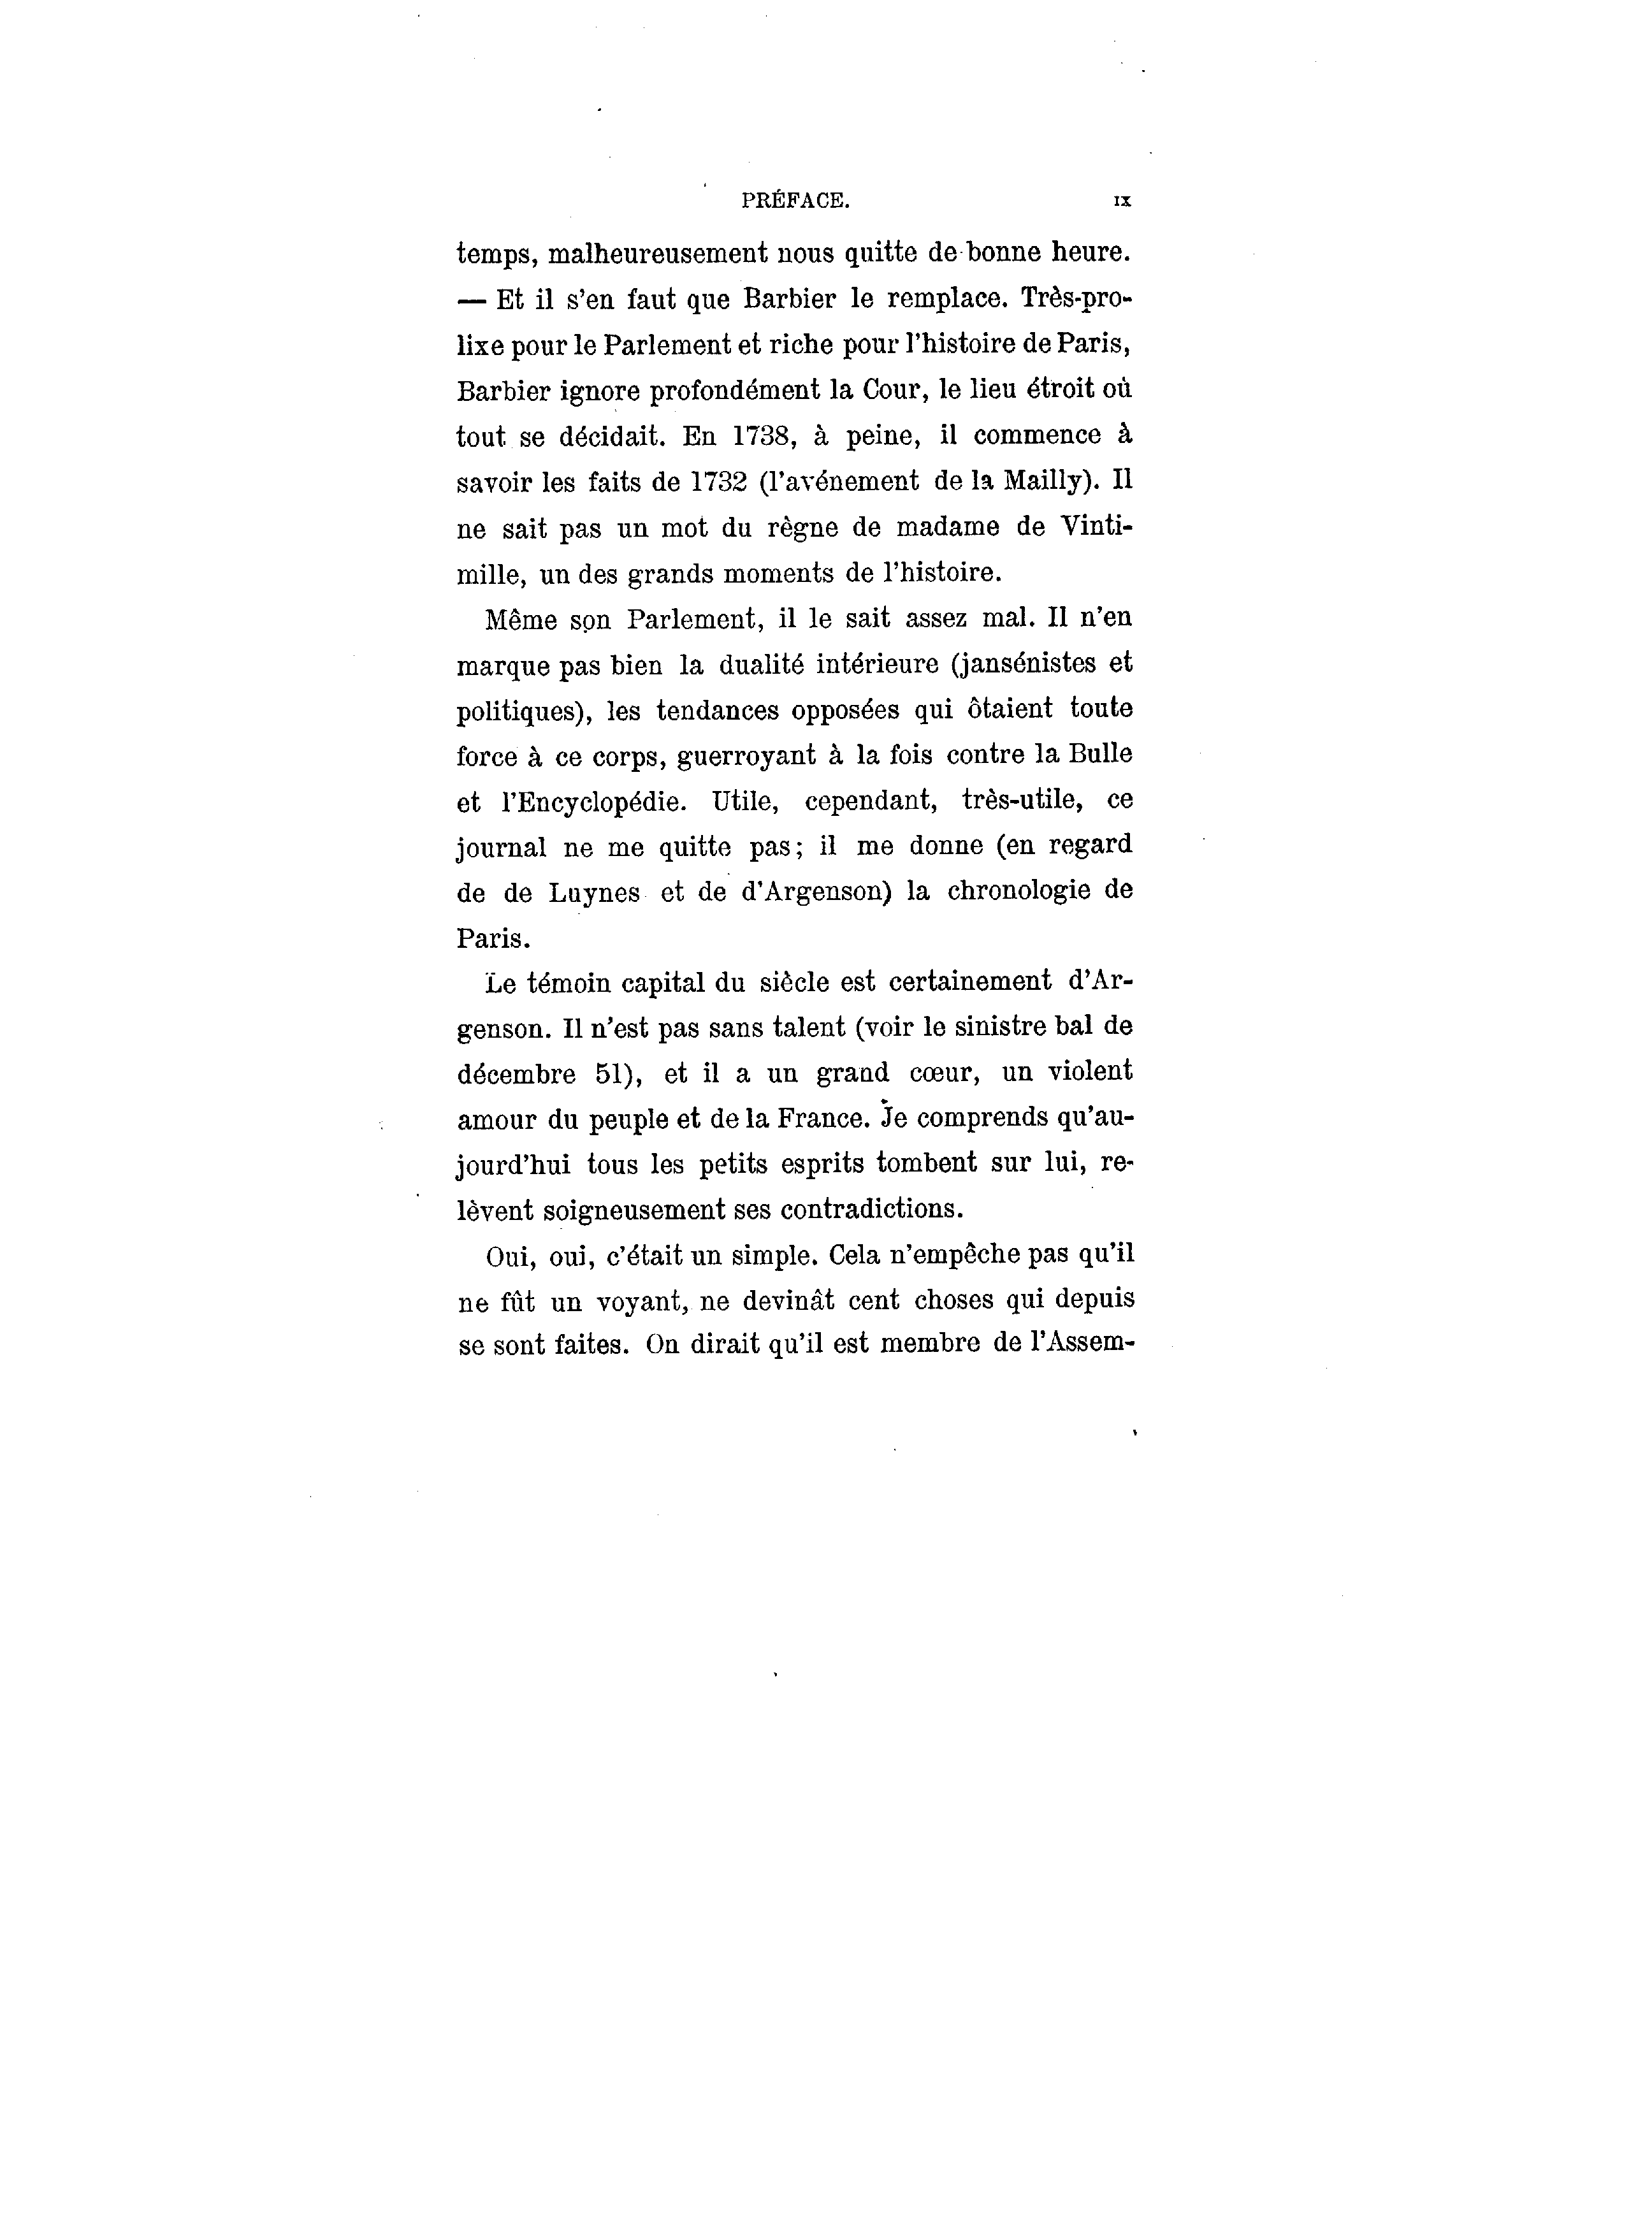 PRÉFACE. IX
temps, malheureusement nous quitte de bonne heure.
— Et il s'en faut que Barbier le remplace. Très-pro-
lixe pour le Parlement et riche pour l'histoire de Paris,
Barbier ignore profondément la Cour, le lieu étroit où
tout se décidait. En 1738, à peine, il commence à
savoir les faits de 1732 (l'avénement de la Mailly). Il
ne sait pas un mot du règne de madame de Vinti-
mille, un des grands moments de l'histoire.
Même son Parlement, il le sait assez mal. Il n'en
marque pas bien la dualité intérieure (jansénistes et
politiques), les tendances opposées qui ôtaient toute
force à ce corps, guerroyant à la fois contre la Bulle
et l'Encyclopédie. Utile, cependant, très-utile, ce
journal ne me quitte pas; il me donne (en regard
de de Luynes et de d'Argenson) la chronologie de
Paris.
Le témoin capital du siècle est certainement d'Ar-
genson. Il n'est pas sans talent (voir le sinistre bal de
décembre 51), et il a un grand cœur, un violent
amour du peuple et de la France. Je comprends qu'au-
jourd'hui tous les petits esprits tombent sur lui, re-
lèvent soigneusement ses contradictions.
Oui, oui, c'était un simple. Cela n'empêche pas qu'il
ne fût un voyant, ne devinât cent choses qui depuis
se sont faites. On dirait qu'il est membre de l'Assem-